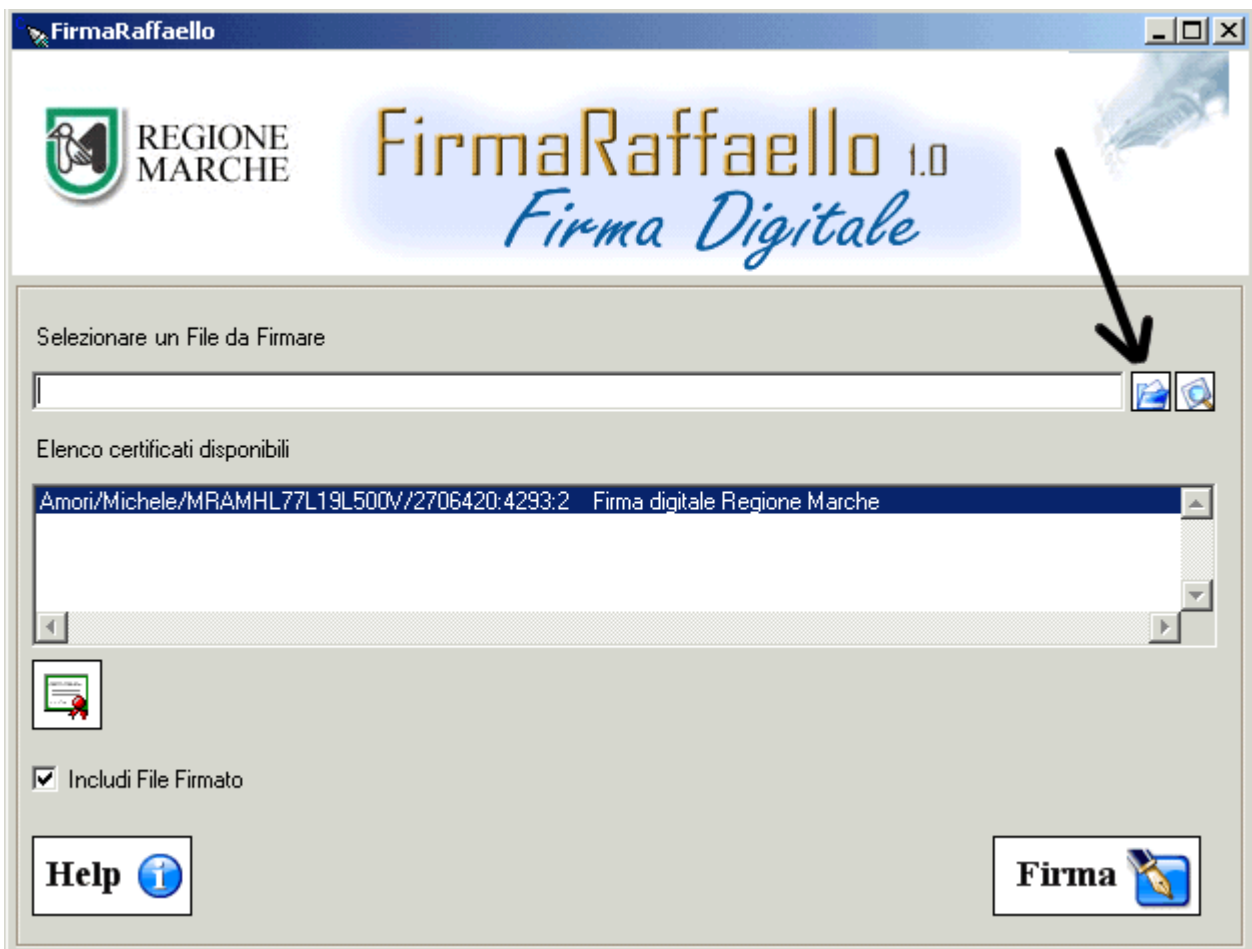 FirmaRaffaello
REGIONE
MARCHE
FirmaRaffaello 1.0
Firma Digitale
Selezionare un File da Firmare
Elenco certificati disponibili
Amori/Michele/MRAMHL77L19L500V/2706420:4293:2 Firma digitale Regione Marche
Includi File Firmato
Help
Firma